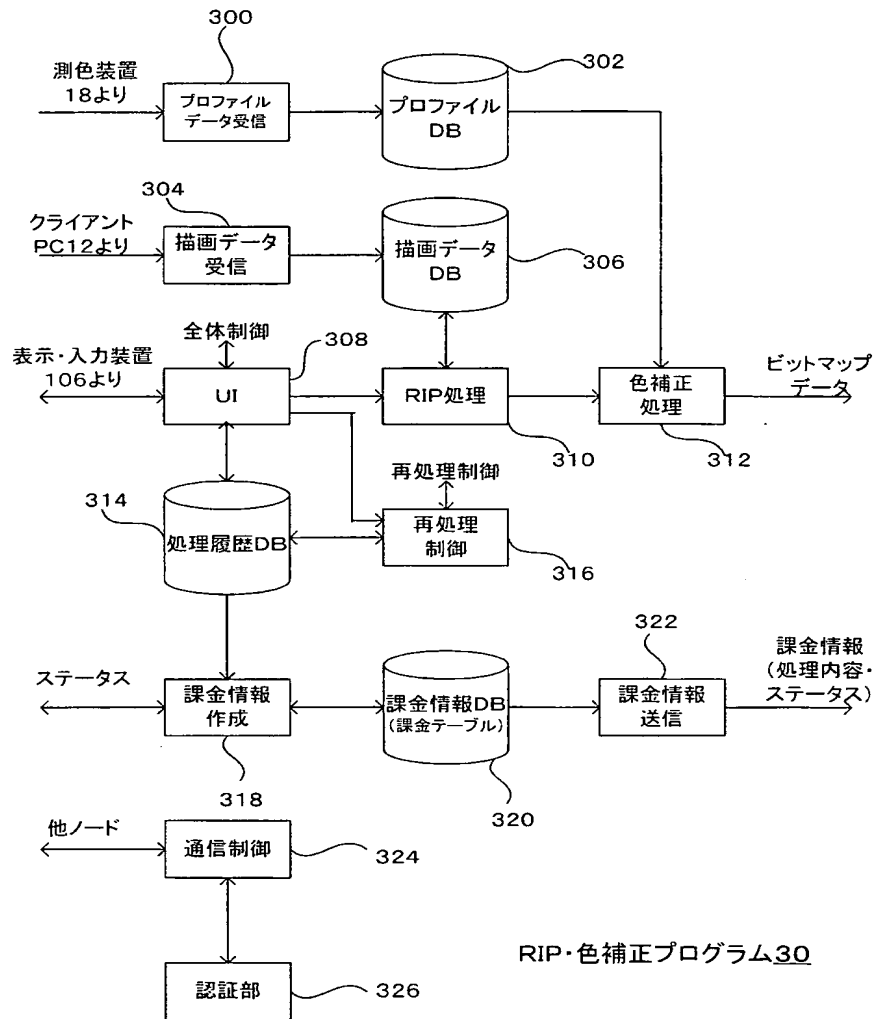 300
測色装置
18より
プロファイル
データ受信
プロファイル
DB
302
クライアント
PC12より
304
描画データ
受信
描画データ
DB
306
全体制御
308
表示・入力装置
106より
UI
RIP処理
310
色補正
処理
312
ビットマップ
データ
314
処理履歴DB
再処理制御
再処理
制御
316
ステータス
課金情報
作成
318
課金情報DB
(課金テーブル)
320
322
課金情報
送信
課金情報
(処理内容・
ステータス)
他ノード
通信制御
324
認証部
326
RIP・色補正プログラム30